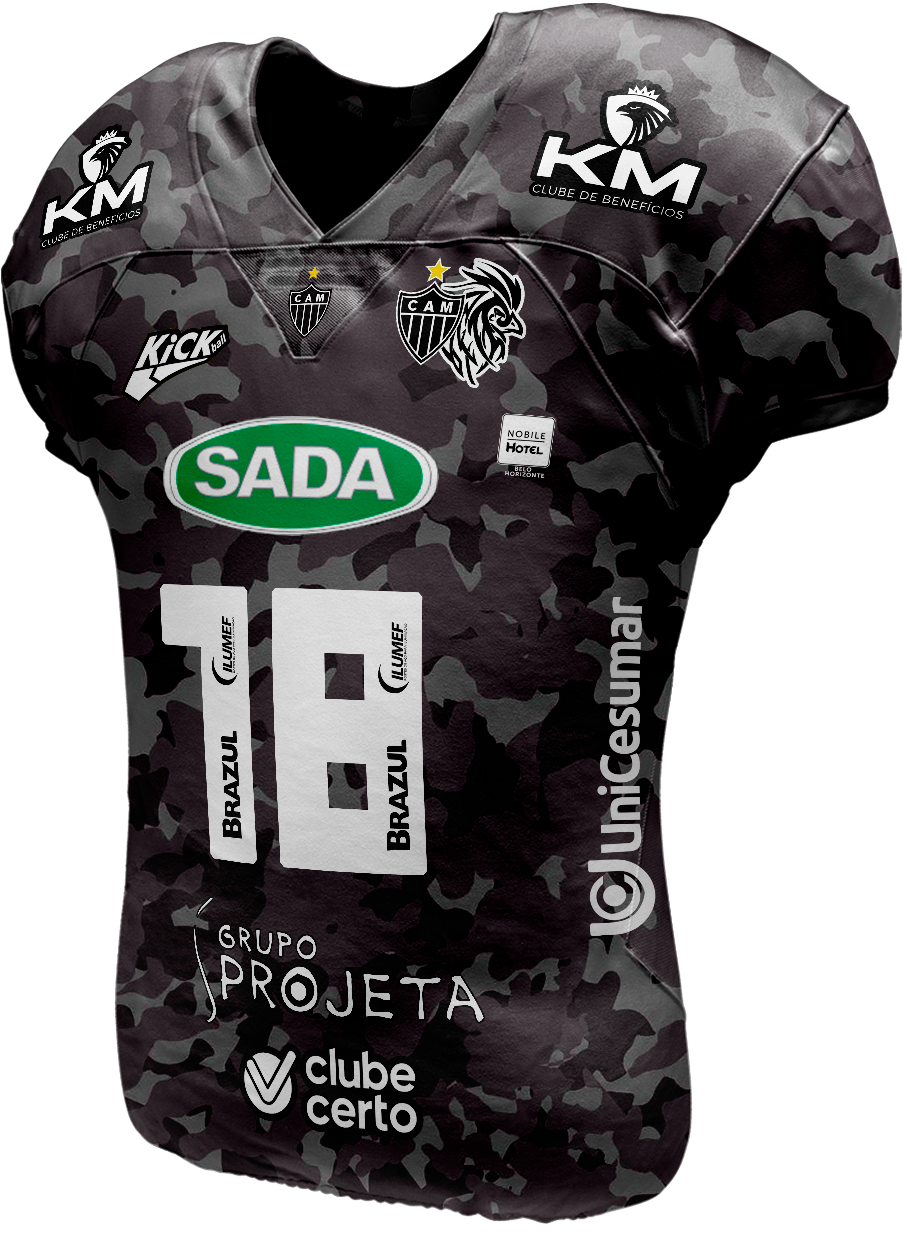 KM
CLUBE DE BENEFÍCIOS
KM
CLUBE DE BENEFÍCIOS
CAM
CAM
KiCK
ball
SADA
NOBILE
HOTEL
BELO
HORIZONTE
18
ILUMEF
ILUMEF
BRAZUL
BRAZUL
UniCesumar
GRUPO
PROJETA
clube
certo